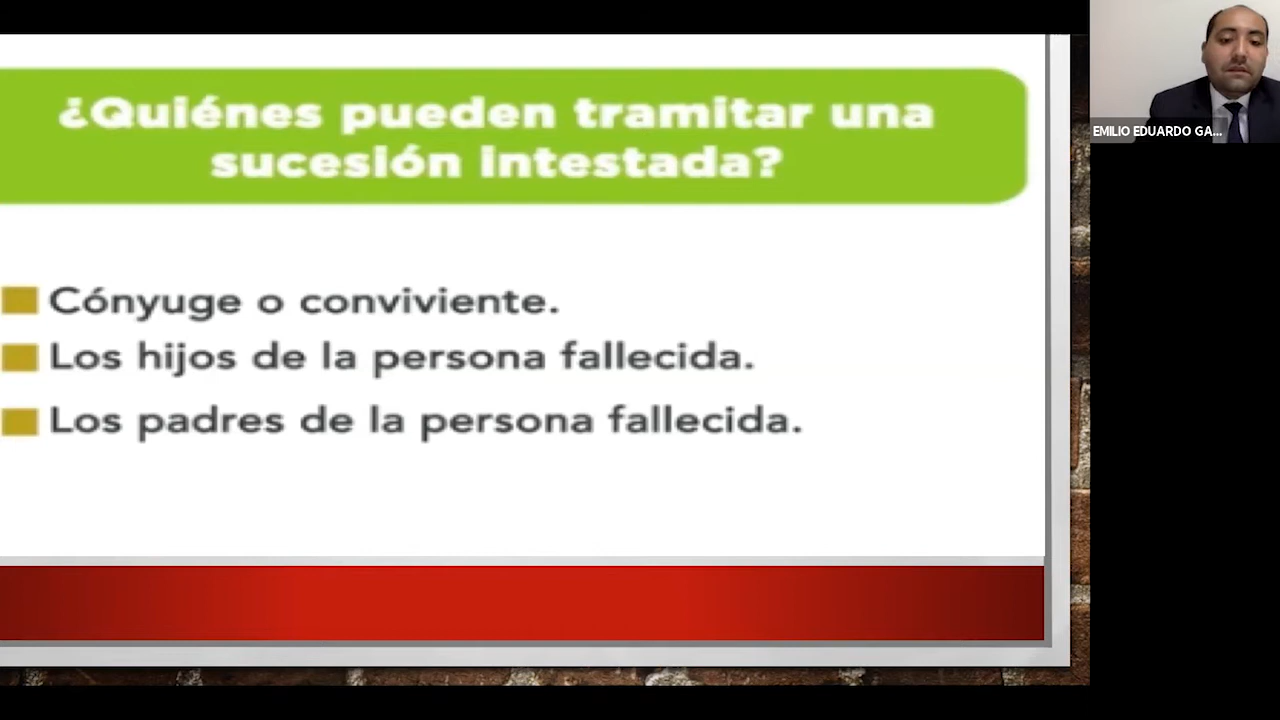 ¿Quiénes pueden tramitar una
sucesión intestada?
Cónyuge o conviviente.
Los hijos de la persona fallecida.
Los padres de la persona fallecida.
EMILIO EDUARDO GA...